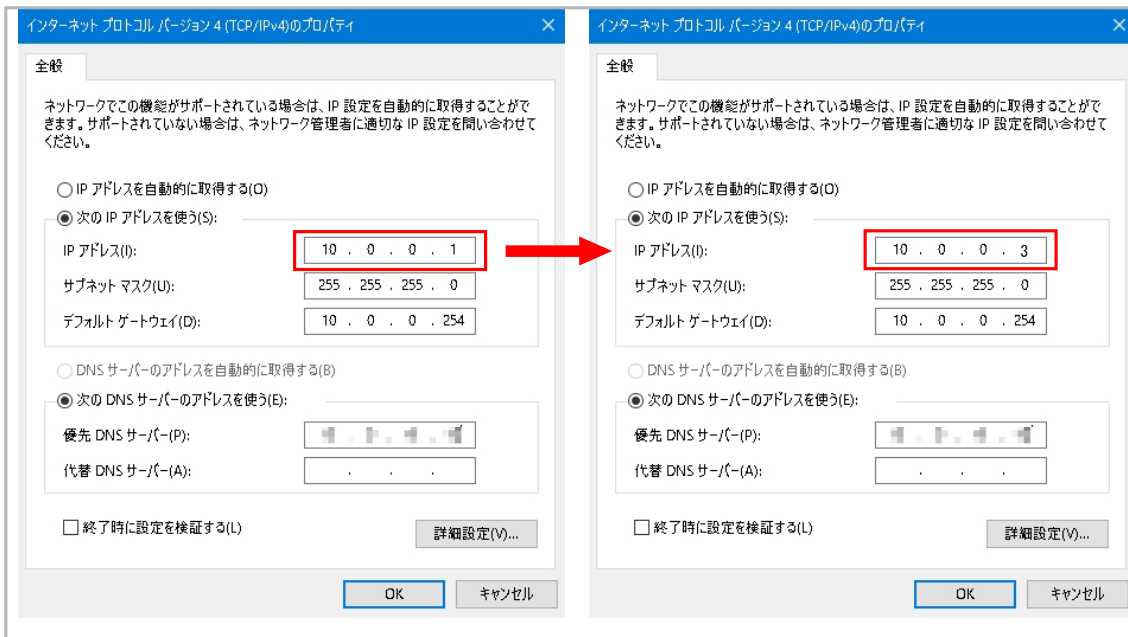 インターネット プロトコル バージョン 4 (TCP/IPv4)のプロパティ
全般
ネットワークでこの機能がサポートされている場合は、IP 設定を自動的に取得することがで
きます。サポートされていない場合は、ネットワーク管理者に適切な IP 設定を問い合わせて
ください。
IP アドレスを自動的に取得する(O)
次の IP アドレスを使う(S):
IP アドレス(I): 10 . 0 . 0 . 1
サブネット マスク(U): 255 . 255 . 255 . 0
デフォルト ゲートウェイ(D): 10 . 0 . 0 . 254
DNS サーバーのアドレスを自動的に取得する(B)
次の DNS サーバーのアドレスを使う(E):
優先 DNS サーバー(P):
代替 DNS サーバー(A): . . .
終了時に設定を検証する(L)
詳細設定(V)...
OK キャンセル
インターネット プロトコル バージョン 4 (TCP/IPv4)のプロパティ
全般
ネットワークでこの機能がサポートされている場合は、IP 設定を自動的に取得することがで
きます。サポートされていない場合は、ネットワーク管理者に適切な IP 設定を問い合わせて
ください。
IP アドレスを自動的に取得する(O)
次の IP アドレスを使う(S):
IP アドレス(I): 10 . 0 . 0 . 3
サブネット マスク(U): 255 . 255 . 255 . 0
デフォルト ゲートウェイ(D): 10 . 0 . 0 . 254
DNS サーバーのアドレスを自動的に取得する(B)
次の DNS サーバーのアドレスを使う(E):
優先 DNS サーバー(P):
代替 DNS サーバー(A): . . .
終了時に設定を検証する(L)
詳細設定(V)...
OK キャンセル